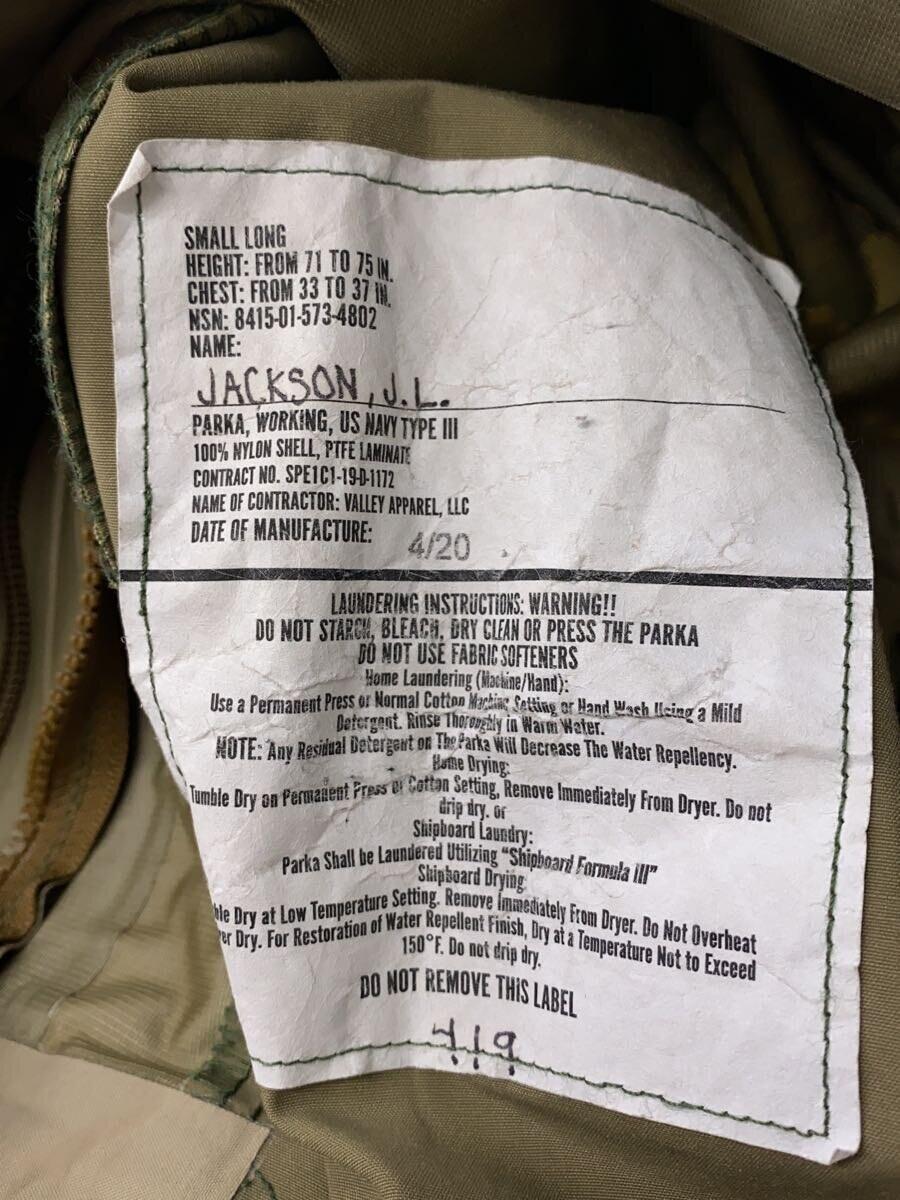 SMALL LONG
HEIGHT: FROM 71 TO 75 IN.
CHEST: FROM 33 TO 37 IN.
NSN: 8415-01-573-4802
NAME:
JACKSON, J.L.
PARKA, WORKING, US NAVY TYPE III
100% NYLON SHELL, PTFE LAMINATE
CONTRACT NO. SPE1C1-19-D-1172
NAME OF CONTRACTOR: VALLEY APPAREL, LLC
DATE OF MANUFACTURE: 4/20
LAUNDERING INSTRUCTIONS: WARNING!!
DO NOT STARCH, BLEACH, DRY CLEAN OR PRESS THE PARKA
DO NOT USE FABRIC SOFTENERS
Home Laundering (Machine/Hand):
Use a Permanent Press or Normal Cotton Machine Setting or Hand Wash Using a Mild
Detergent. Rinse Thoroughly in Warm Water.
NOTE: Any Residual Detergent on The Parka Will Decrease The Water Repellency.
Home Drying:
Tumble Dry on Permanent Press or Cotton Setting, Remove Immediately From Dryer. Do not
drip dry. or
Shipboard Laundry:
Parka Shall be Laundered Utilizing "Shipboard Formula III"
Shipboard Drying
Dry at Low Temperature Setting. Remove Immediately From Dryer. Do Not Overheat
Dry. For Restoration of Water Repellent Finish, Dry at a Temperature Not to Exceed
150°F. Do not drip dry.
DO NOT REMOVE THIS LABEL